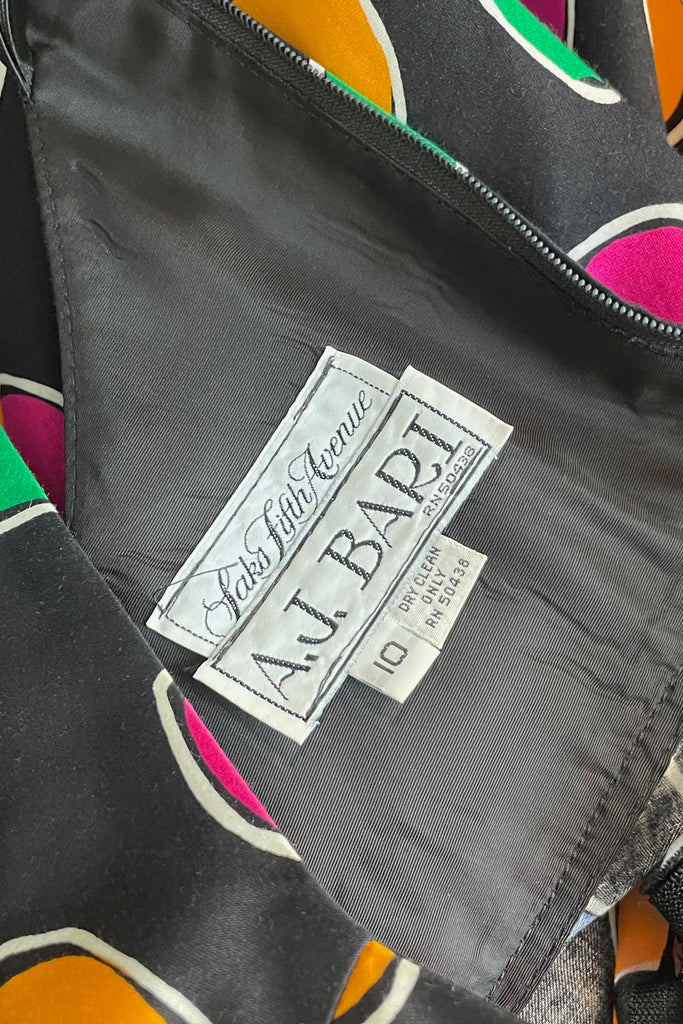 Saks Fifth Avenue
A.J. BARI
RN 50438
10
DRY CLEAN
ONLY
RN 50438